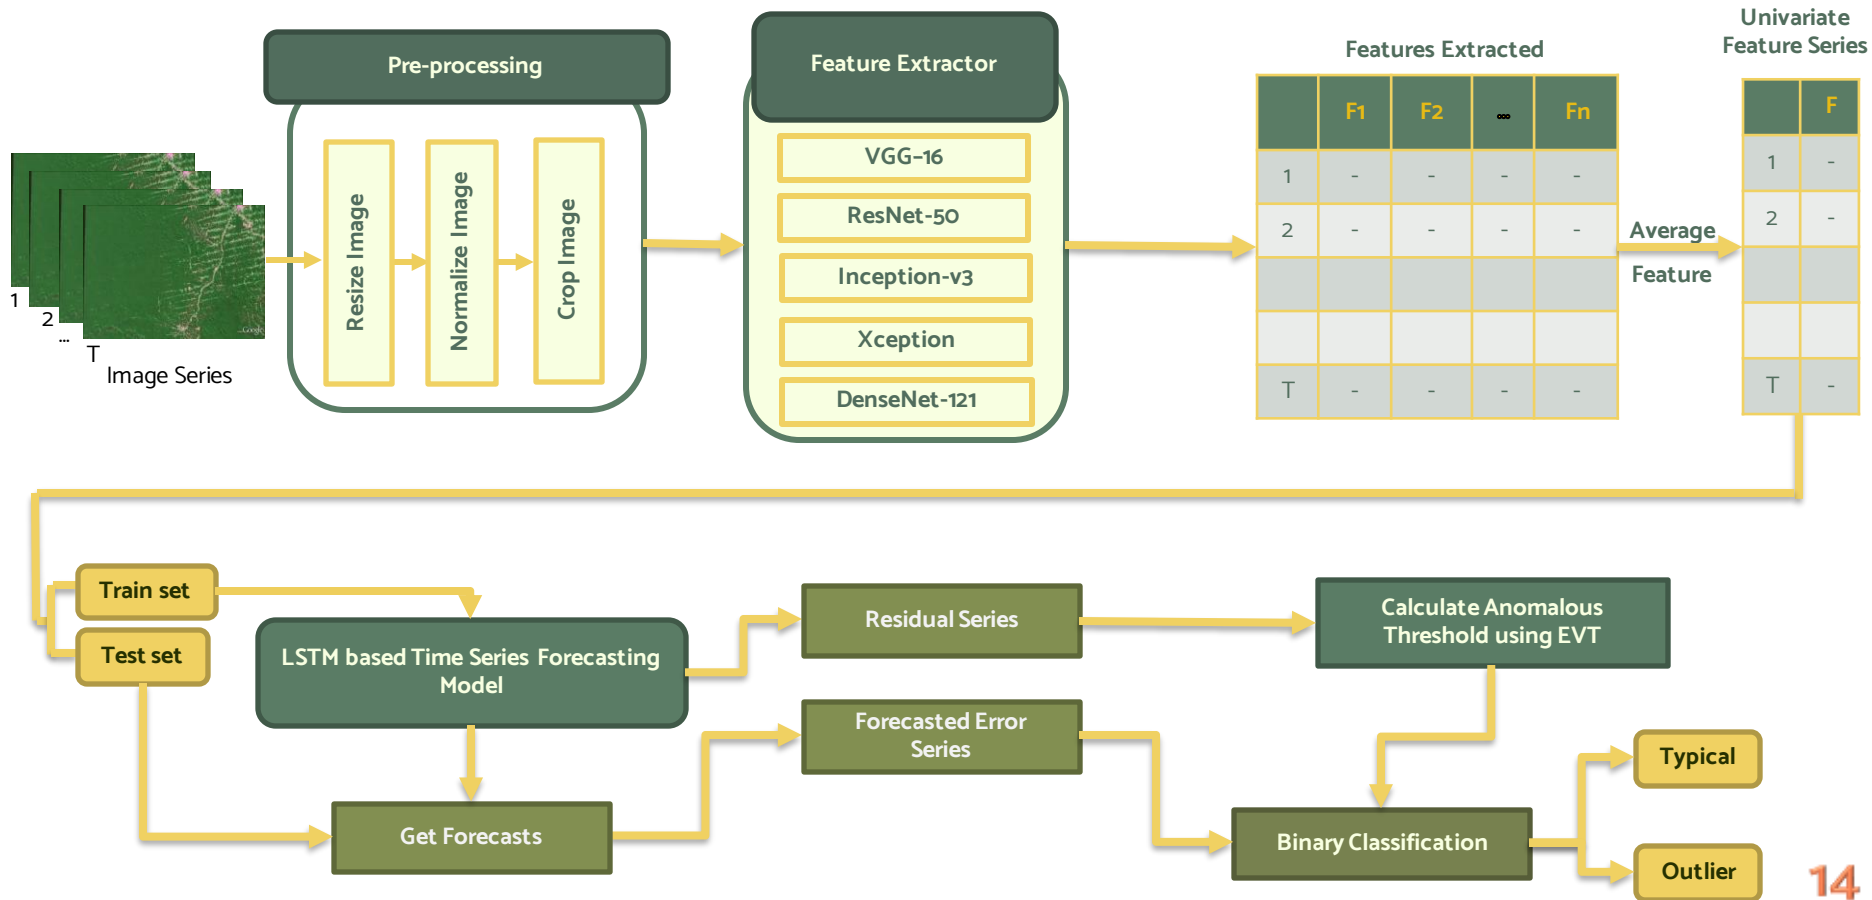 Pre-processing
Resize Image
Normalize Image
Crop Image
...Google
1
2
...
T
Image Series
Feature Extractor
VGG-16
ResNet-50
Inception-v3
Xception
DenseNet-121
Features Extracted
F1 F2 ... Fn
1 - - - -
2 - - - -
T - - - -
Average
Feature
Univariate
Feature Series
F
1 -
2 -
T -
Train set
Test set
LSTM based Time Series Forecasting
Model
Get Forecasts
Residual Series
Forecasted Error
Series
Calculate Anomalous
Threshold using EVT
Binary Classification
Typical
Outlier
14